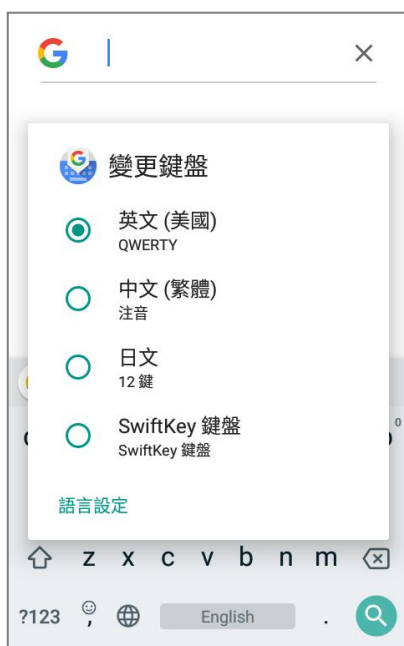 變更鍵盤
英文 (美國)
QWERTY
中文 (繁體)
注音
日文
12 鍵
SwiftKey 鍵盤
SwiftKey 鍵盤
語言設定
0
z x c v b n m
?123 , English .